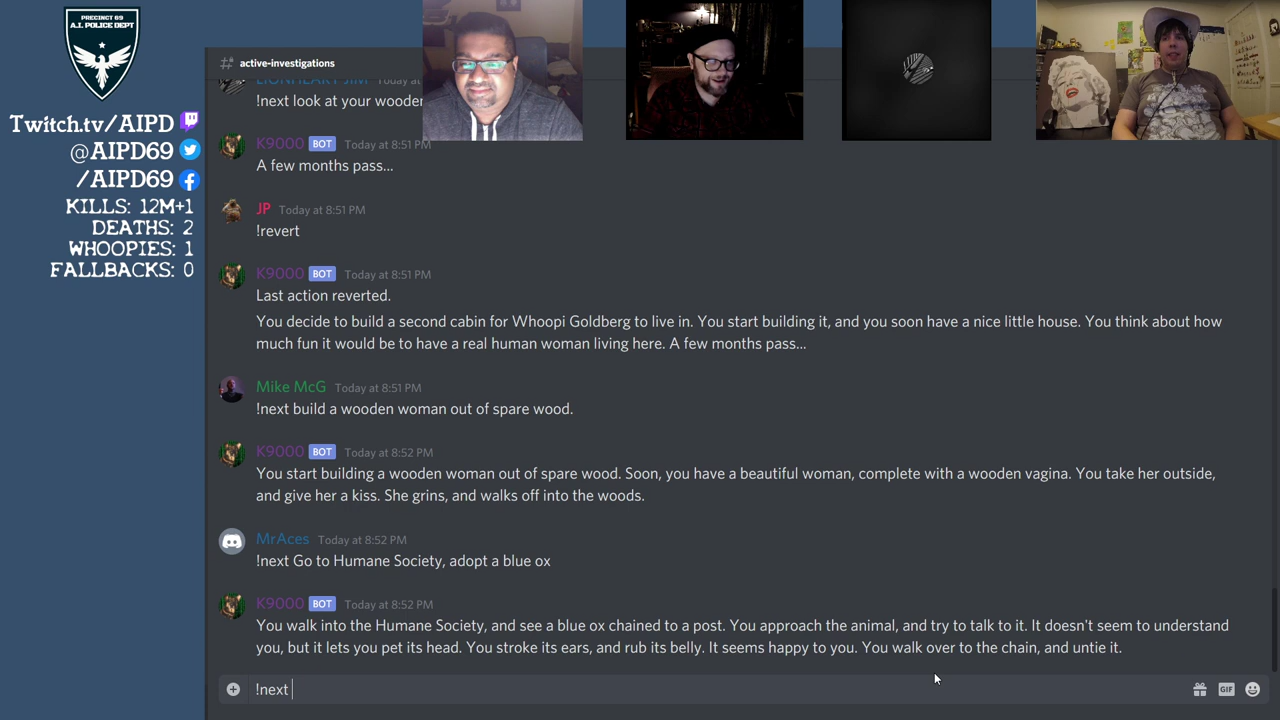 PRECINCT 69
A.I. POLICE DEPT
Twitch.tv/AIPD
@AIPD69
/AIPD69
KILLS: 12M+1
DEATHS: 2
WHOOPIES: 1
FALLBACKS: 0
# active-investigations
LIONHEART JIM Today at
!next look at your wooden
K9000 BOT Today at 8:51 PM
A few months pass...
JP Today at 8:51 PM
!revert
K9000 BOT Today at 8:51 PM
Last action reverted.
You decide to build a second cabin for Whoopi Goldberg to live in. You start building it, and you soon have a nice little house. You think about how
much fun it would be to have a real human woman living here. A few months pass...
Mike McG Today at 8:51 PM
!next build a wooden woman out of spare wood.
K9000 BOT Today at 8:52 PM
You start building a wooden woman out of spare wood. Soon, you have a beautiful woman, complete with a wooden vagina. You take her outside,
and give her a kiss. She grins, and walks off into the woods.
MrAces Today at 8:52 PM
!next Go to Humane Society, adopt a blue ox
K9000 BOT Today at 8:52 PM
You walk into the Humane Society, and see a blue ox chained to a post. You approach the animal, and try to talk to it. It doesn't seem to understand
you, but it lets you pet its head. You stroke its ears, and rub its belly. It seems happy to you. You walk over to the chain, and untie it.
!next
GIF